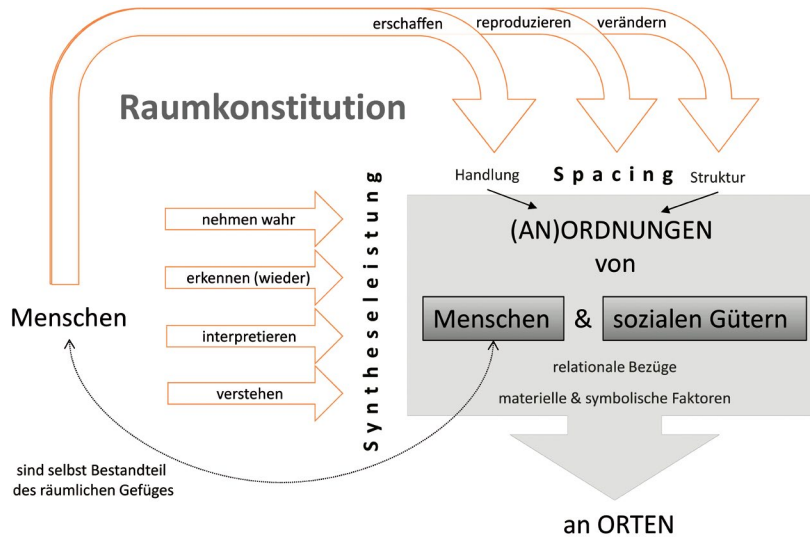 erschaffen reproduzieren verändern
Raumkonstitution
Handlung Spacing Struktur
Syntheseleistung
nehmen wahr
erkennen (wieder)
interpretieren
verstehen
(AN)ORDNUNGEN
von
Menschen
Menschen & sozialen Gütern
relationale Bezüge
materielle & symbolische Faktoren
sind selbst Bestandteil
des räumlichen Gefüges
an ORTEN